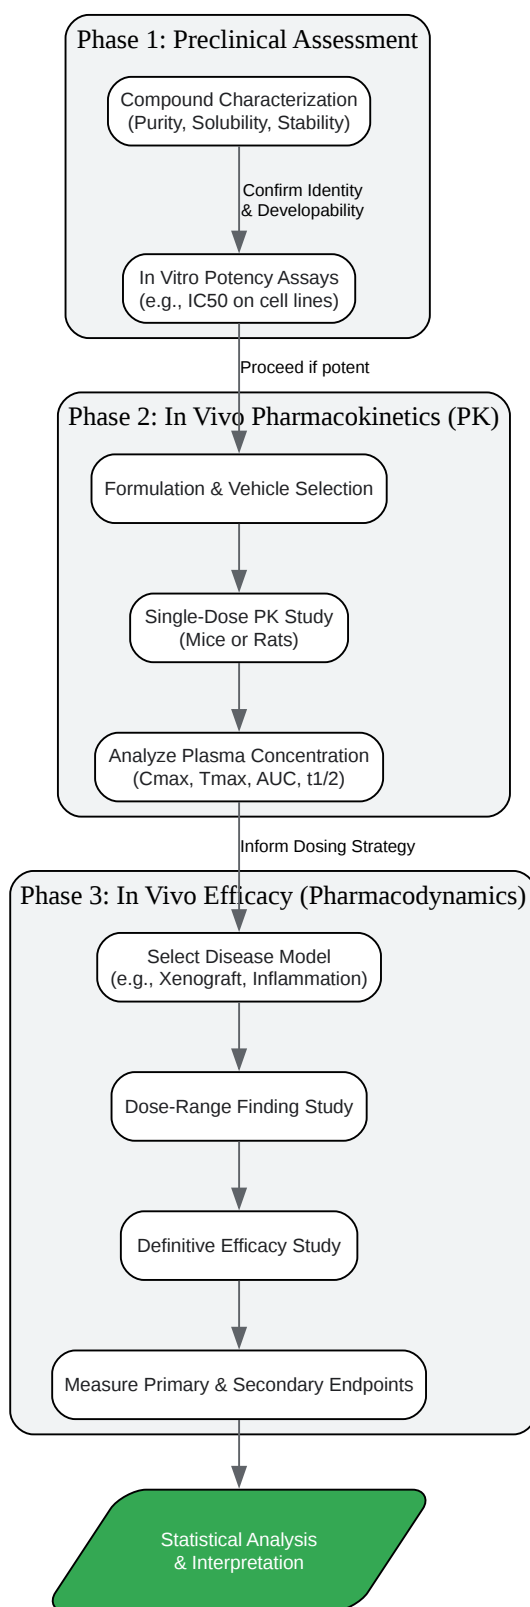 Phase 1: Preclinical Assessment
Compound Characterization
(Purity, Solubility, Stability)
Confirm Identity
& Developability
In Vitro Potency Assays
(e.g., IC50 on cell lines)
Proceed if potent
Phase 2: In Vivo Pharmacokinetics (PK)
Formulation & Vehicle Selection
Single-Dose PK Study
(Mice or Rats)
Analyze Plasma Concentration
(Cmax, Tmax, AUC, t1/2)
Inform Dosing Strategy
Phase 3: In Vivo Efficacy (Pharmacodynamics)
Select Disease Model
(e.g., Xenograft, Inflammation)
Dose-Range Finding Study
Definitive Efficacy Study
Measure Primary & Secondary Endpoints
Statistical Analysis
& Interpretation